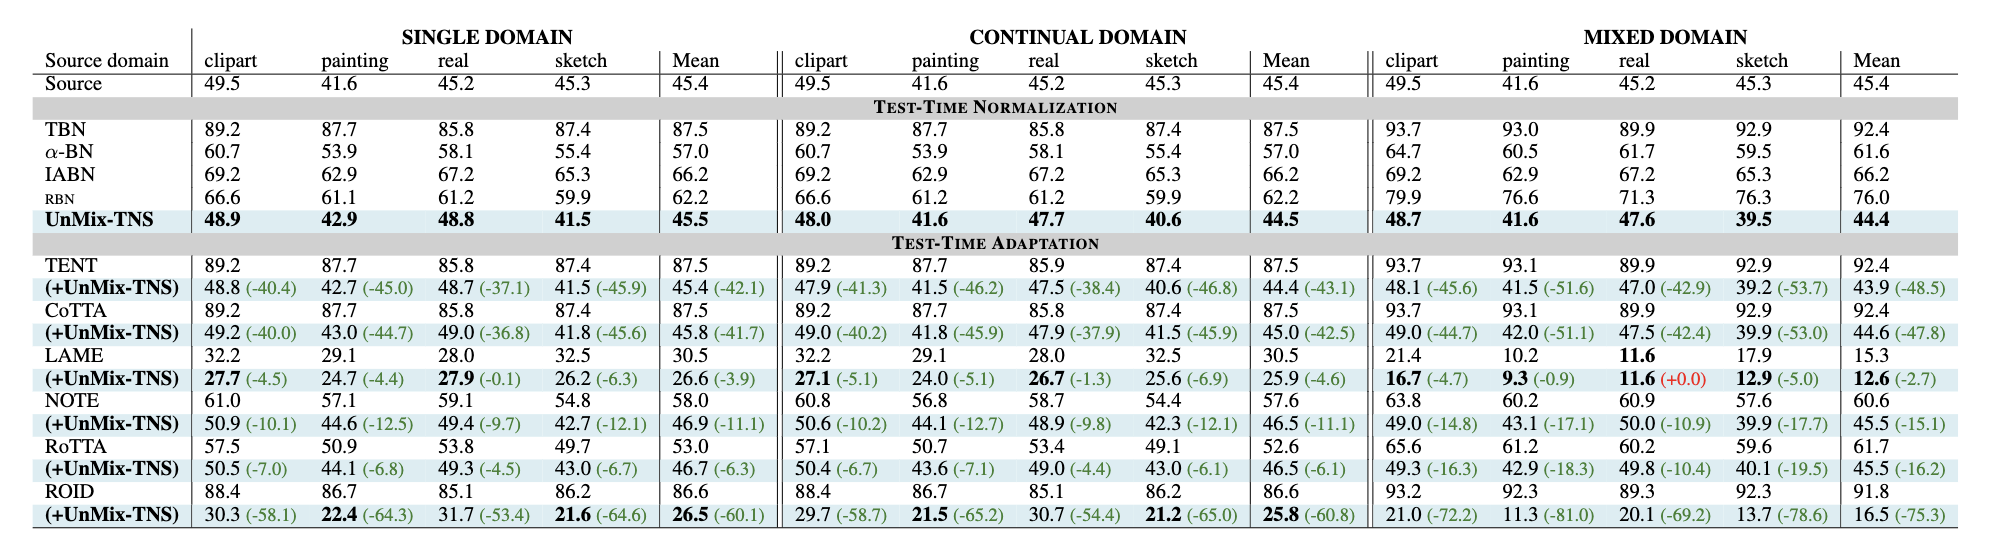 SINGLE DOMAIN CONTINUAL DOMAIN MIXED DOMAIN
Source domain clipart painting real sketch Mean clipart painting real sketch Mean clipart painting real sketch Mean
Source 49.5 41.6 45.2 45.3 45.4 49.5 41.6 45.2 45.3 45.4 49.5 41.6 45.2 45.3 45.4
TEST-TIME NORMALIZATION
TBN 89.2 87.7 85.8 87.4 87.5 89.2 87.7 85.8 87.4 87.5 93.7 93.0 89.9 92.9 92.4
α-BN 60.7 53.9 58.1 55.4 57.0 60.7 53.9 58.1 55.4 57.0 64.7 60.5 61.7 59.5 61.6
IABN 69.2 62.9 67.2 65.3 66.2 69.2 62.9 67.2 65.3 66.2 69.2 62.9 67.2 65.3 66.2
RBN 66.6 61.1 61.2 59.9 62.2 66.6 61.2 61.2 59.9 62.2 79.9 76.6 71.3 76.3 76.0
UnMix-TNS 48.9 42.9 48.8 41.5 45.5 48.0 41.6 47.7 40.6 44.5 48.7 41.6 47.6 39.5 44.4
TEST-TIME ADAPTATION
TENT 89.2 87.7 85.8 87.4 87.5 89.2 87.7 85.9 87.4 87.5 93.7 93.1 89.9 92.9 92.4
(+UnMix-TNS) 48.8 (-40.4) 42.7 (-45.0) 48.7 (-37.1) 41.5 (-45.9) 45.4 (-42.1) 47.9 (-41.3) 41.5 (-46.2) 47.5 (-38.4) 40.6 (-46.8) 44.4 (-43.1) 48.1 (-45.6) 41.5 (-51.6) 47.0 (-42.9) 39.2 (-53.7) 43.9 (-48.5)
CoTTA 89.2 87.7 85.8 87.4 87.5 89.2 87.7 85.8 87.4 87.5 93.7 93.1 89.9 92.9 92.4
(+UnMix-TNS) 49.2 (-40.0) 43.0 (-44.7) 49.0 (-36.8) 41.8 (-45.6) 45.8 (-41.7) 49.0 (-40.2) 41.8 (-45.9) 47.9 (-37.9) 41.5 (-45.9) 45.0 (-42.5) 49.0 (-44.7) 42.0 (-51.1) 47.5 (-42.4) 39.9 (-53.0) 44.6 (-47.8)
LAME 32.2 29.1 28.0 32.5 30.5 32.2 29.1 28.0 32.5 30.5 21.4 10.2 11.6 17.9 15.3
(+UnMix-TNS) 27.7 (-4.5) 24.7 (-4.4) 27.9 (-0.1) 26.2 (-6.3) 26.6 (-3.9) 27.1 (-5.1) 24.0 (-5.1) 26.7 (-1.3) 25.6 (-6.9) 25.9 (-4.6) 16.7 (-4.7) 9.3 (-0.9) 11.6 (+0.0) 12.9 (-5.0) 12.6 (-2.7)
NOTE 61.0 57.1 59.1 54.8 58.0 60.8 56.8 58.7 54.4 57.6 63.8 60.2 60.9 57.6 60.6
(+UnMix-TNS) 50.9 (-10.1) 44.6 (-12.5) 49.4 (-9.7) 42.7 (-12.1) 46.9 (-11.1) 50.6 (-10.2) 44.1 (-12.7) 48.9 (-9.8) 42.3 (-12.1) 46.5 (-11.1) 49.0 (-14.8) 43.1 (-17.1) 50.0 (-10.9) 39.9 (-17.7) 45.5 (-15.1)
RoTTA 57.5 50.9 53.8 49.7 53.0 57.1 50.7 53.4 49.1 52.6 65.6 61.2 60.2 59.6 61.7
(+UnMix-TNS) 50.5 (-7.0) 44.1 (-6.8) 49.3 (-4.5) 43.0 (-6.7) 46.7 (-6.3) 50.4 (-6.7) 43.6 (-7.1) 49.0 (-4.4) 43.0 (-6.1) 46.5 (-6.1) 49.3 (-16.3) 42.9 (-18.3) 49.8 (-10.4) 40.1 (-19.5) 45.5 (-16.2)
ROID 88.4 86.7 85.1 86.2 86.6 88.4 86.7 85.1 86.2 86.6 93.2 92.3 89.3 92.3 91.8
(+UnMix-TNS) 30.3 (-58.1) 22.4 (-64.3) 31.7 (-53.4) 21.6 (-64.6) 26.5 (-60.1) 29.7 (-58.7) 21.5 (-65.2) 30.7 (-54.4) 21.2 (-65.0) 25.8 (-60.8) 21.0 (-72.2) 11.3 (-81.0) 20.1 (-69.2) 13.7 (-78.6) 16.5 (-75.3)